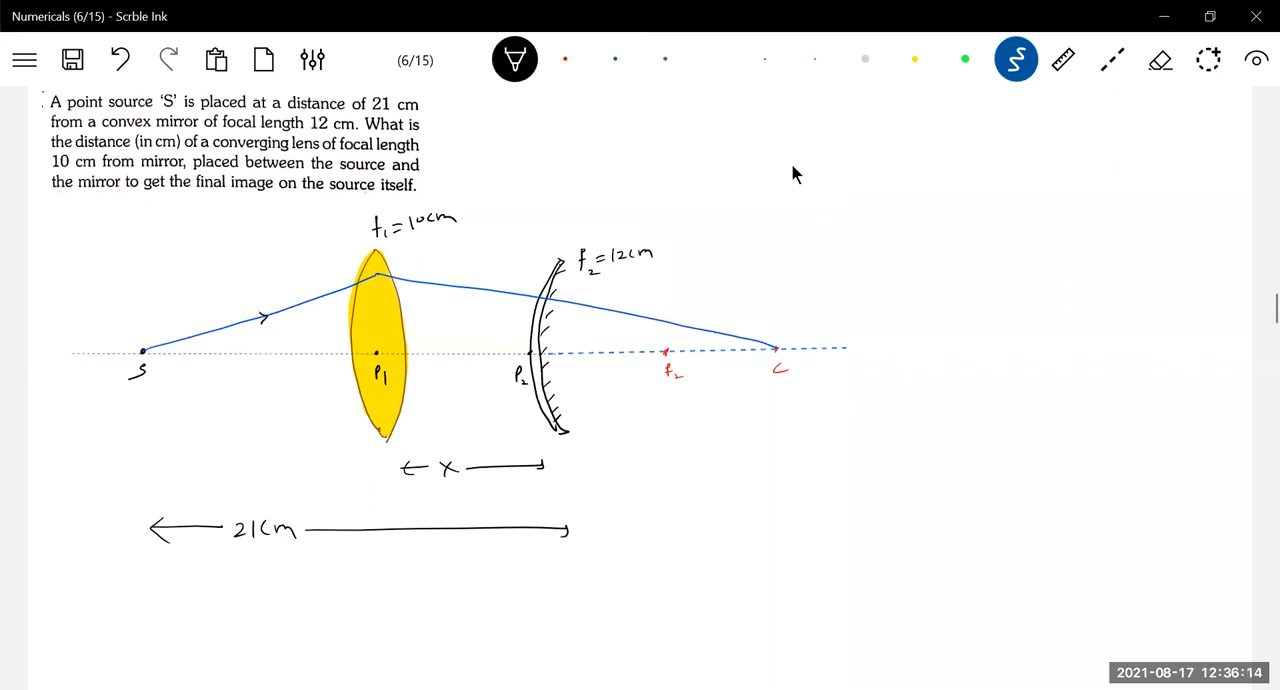 Numericals (6/15) - Scrble Ink
(6/15)
. A point source ‘S’ is placed at a distance of 21 cm
from a convex mirror of focal length 12 cm. What is
the distance (in cm) of a converging lens of focal length
10 cm from mirror, placed between the source and
the mirror to get the final image on the source itself.
f₁=10cm
f₂=12cm
S
P₁
P₂
f₂
C
x
21cm
2021-08-17 12:36:14